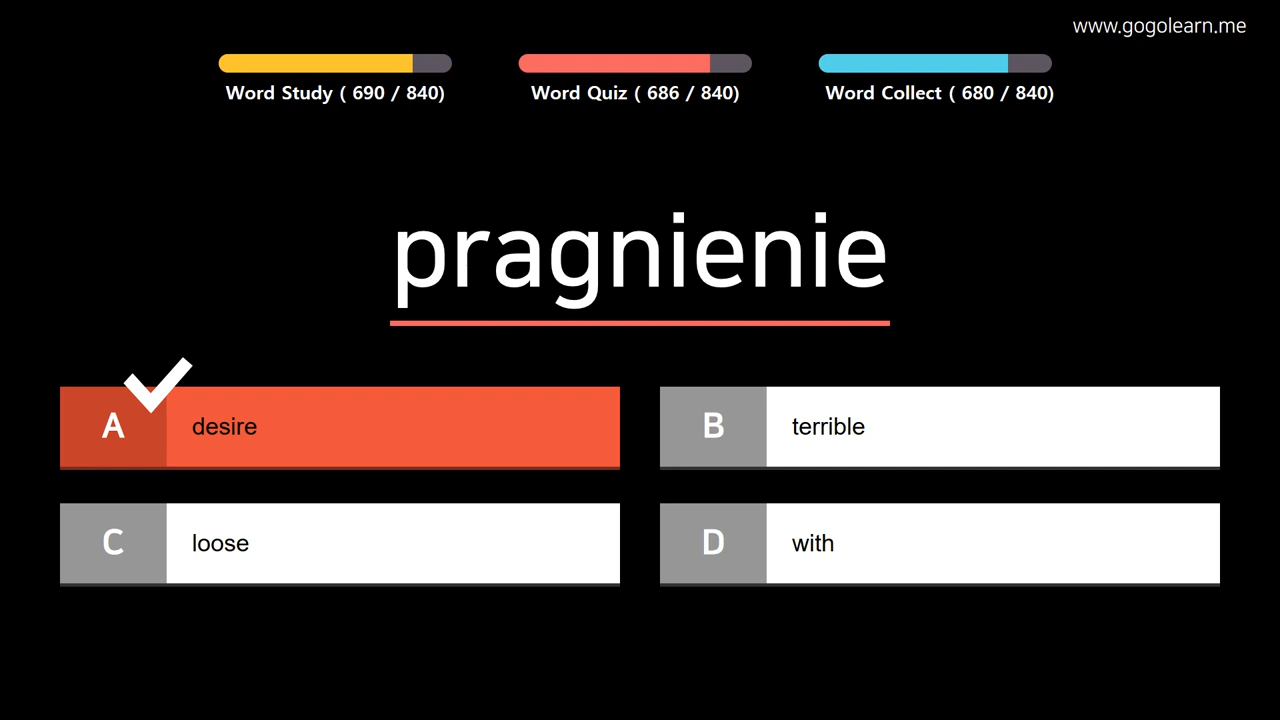 www.gogolearn.me
Word Study ( 690 / 840)
Word Quiz ( 686 / 840)
Word Collect ( 680 / 840)
pragnienie
A desire
B terrible
C loose
D with